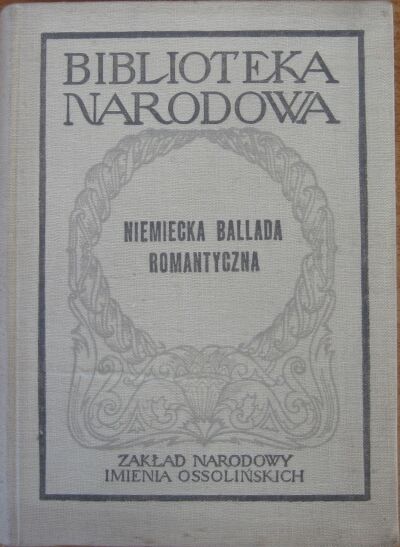 BIBLIOTEKA
NARODOWA
NIEMIECKA BALLADA
ROMANTYCZNA
ZAKŁAD NARODOWY
IMIENIA OSSOLIŃSKICH